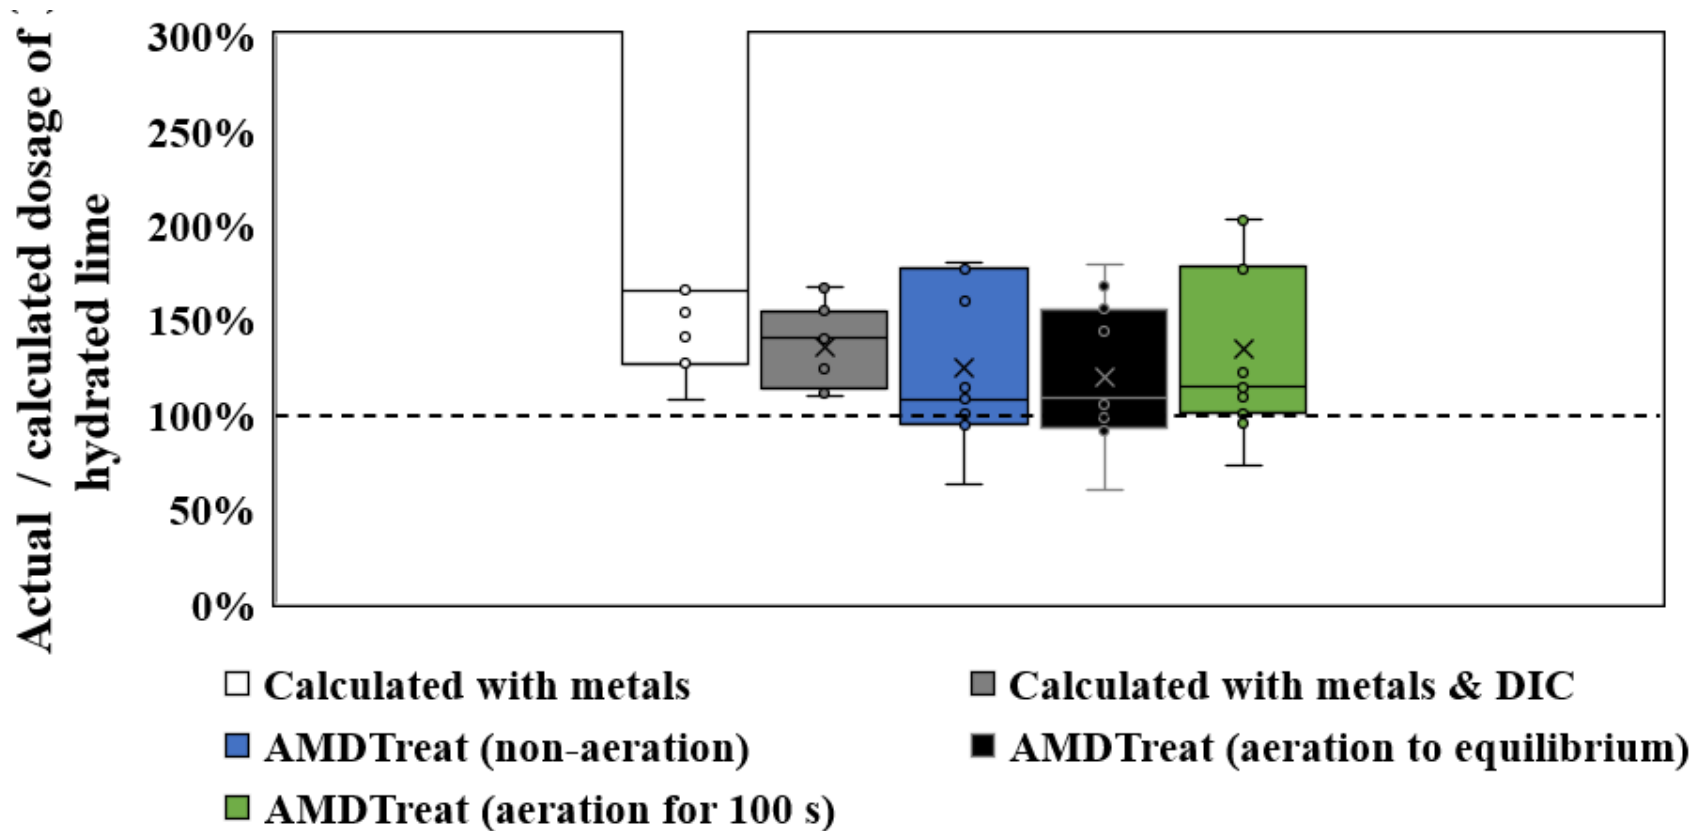 Actual / calculated dosage of
hydrated lime
300%
250%
200%
150%
100%
50%
0%
Calculated with metals
Calculated with metals & DIC
AMDTreat (non-aeration)
AMDTreat (aeration to equilibrium)
AMDTreat (aeration for 100 s)